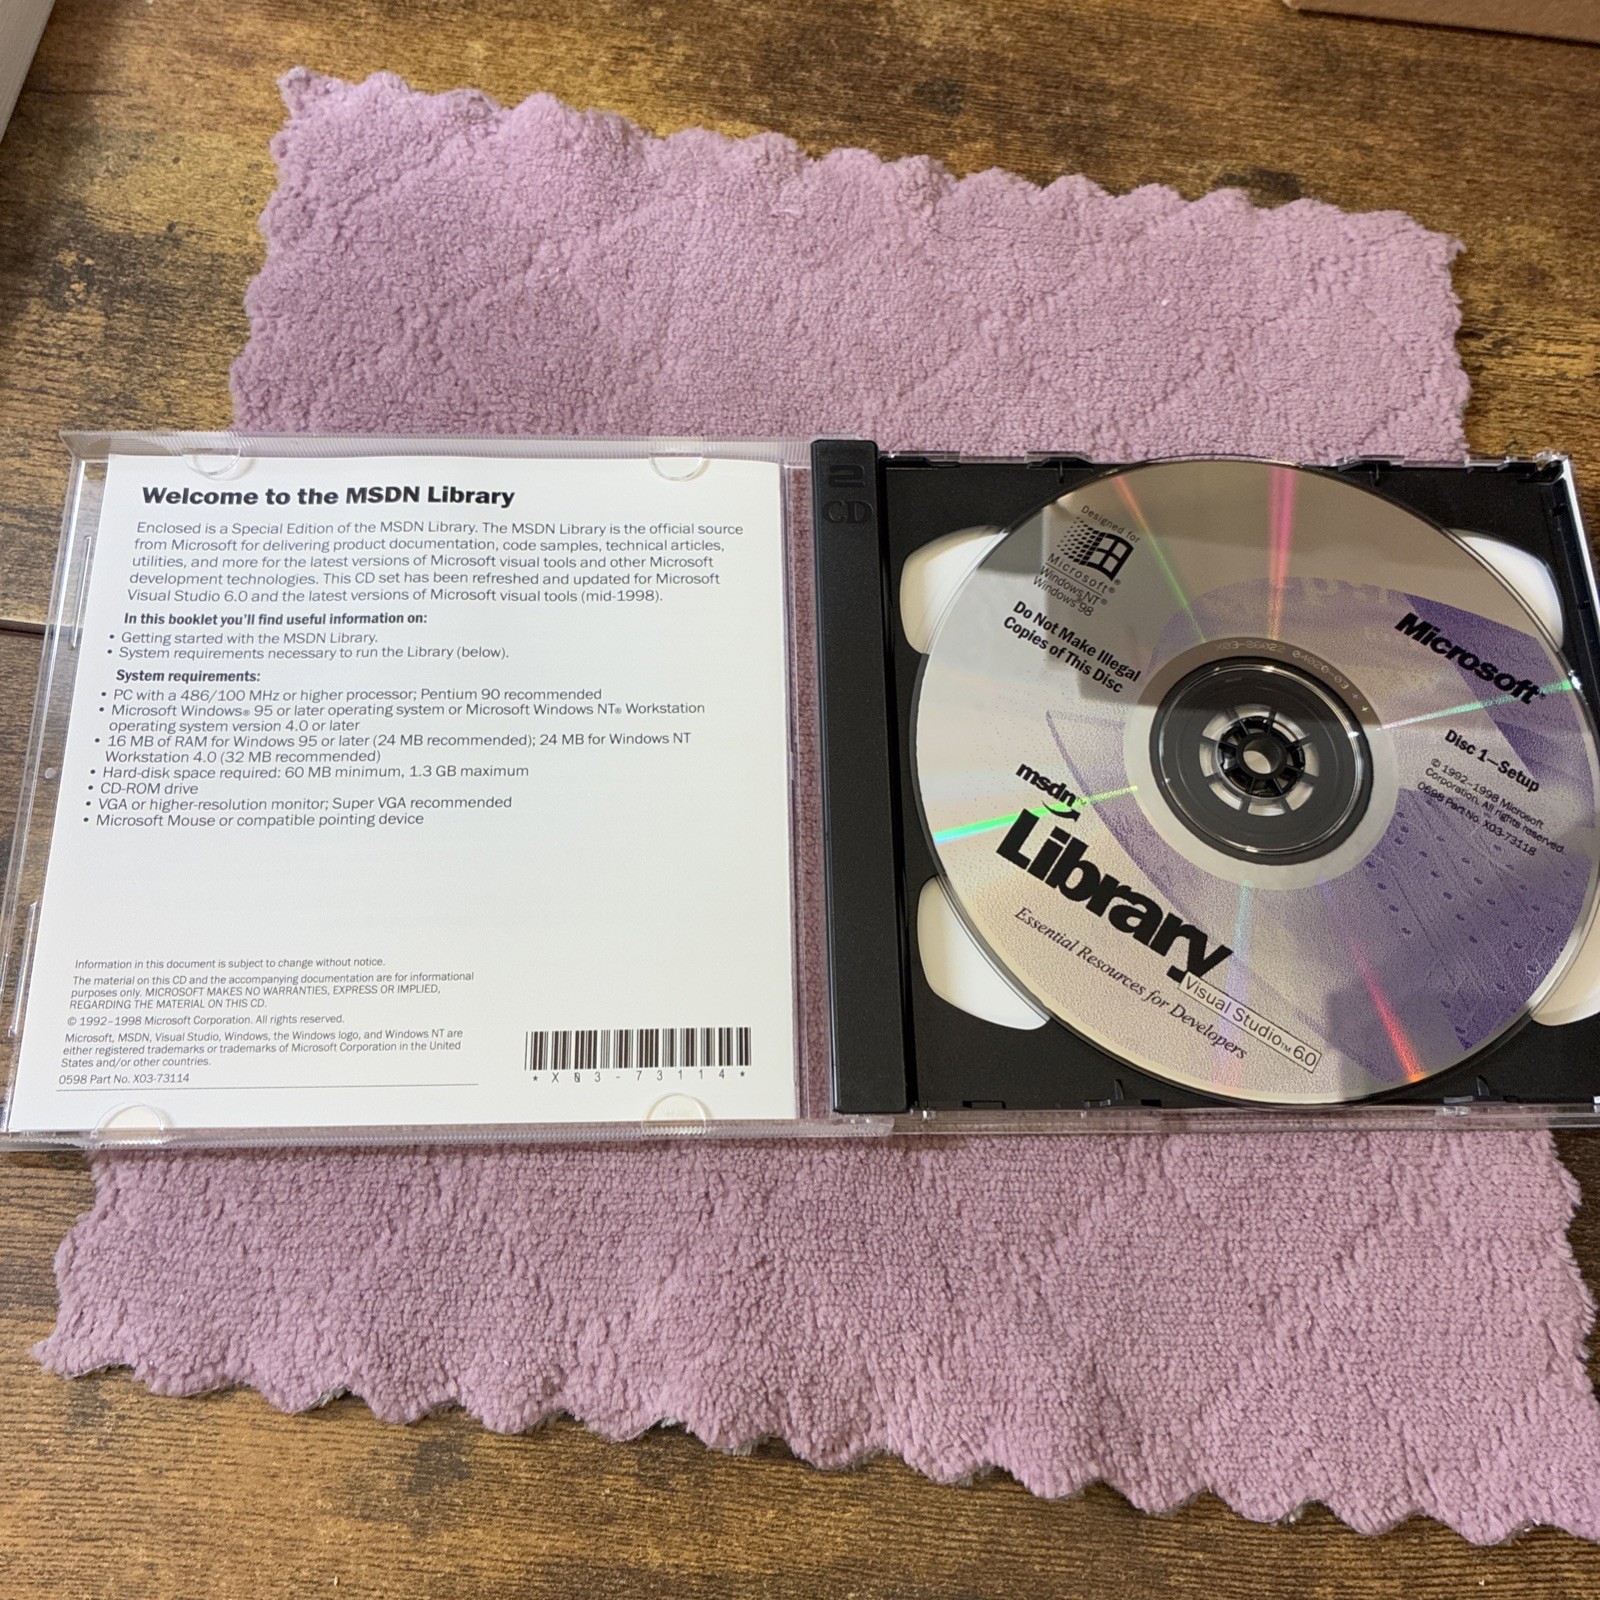 Welcome to the MSDN Library
Enclosed is a Special Edition of the MSDN Library. The MSDN Library is the official source
from Microsoft for delivering product documentation, code samples, technical articles,
utilities, and more for the latest versions of Microsoft visual tools and other Microsoft
development technologies. This CD set has been refreshed and updated for Microsoft
Visual Studio 6.0 and the latest versions of Microsoft visual tools (mid-1998).
In this booklet you'll find useful information on:
• Getting started with the MSDN Library.
• System requirements necessary to run the Library (below).
System requirements:
• PC with a 486/100 MHz or higher processor; Pentium 90 recommended
• Microsoft Windows® 95 or later operating system or Microsoft Windows NT® Workstation
operating system version 4.0 or later
• 16 MB of RAM for Windows 95 or later (24 MB recommended); 24 MB for Windows NT
Workstation 4.0 (32 MB recommended)
• Hard-disk space required: 60 MB minimum, 1.3 GB maximum
• CD-ROM drive
• VGA or higher-resolution monitor; Super VGA recommended
• Microsoft Mouse or compatible pointing device
Information in this document is subject to change without notice.
The material on this CD and the accompanying documentation are for informational
purposes only. MICROSOFT MAKES NO WARRANTIES, EXPRESS OR IMPLIED,
REGARDING THE MATERIAL ON THIS CD.
© 1992–1998 Microsoft Corporation. All rights reserved.
Microsoft, MSDN, Visual Studio, Windows, the Windows logo, and Windows NT are
either registered trademarks or trademarks of Microsoft Corporation in the United
States and/or other countries.
0598 Part No. X03-73114
* X 0 3 - 7 3 1 1 4 *
2
CD
Designed for
Microsoft®
Windows NT®
Windows 98
Do Not Make Illegal
Copies of This Disc
Microsoft®
Disc 1—Setup
© 1992–1998 Microsoft
Corporation. All rights reserved.
0598 Part No. X03-73118
msdn™
Library
Visual Studio™ 6.0
Essential Resources for Developers